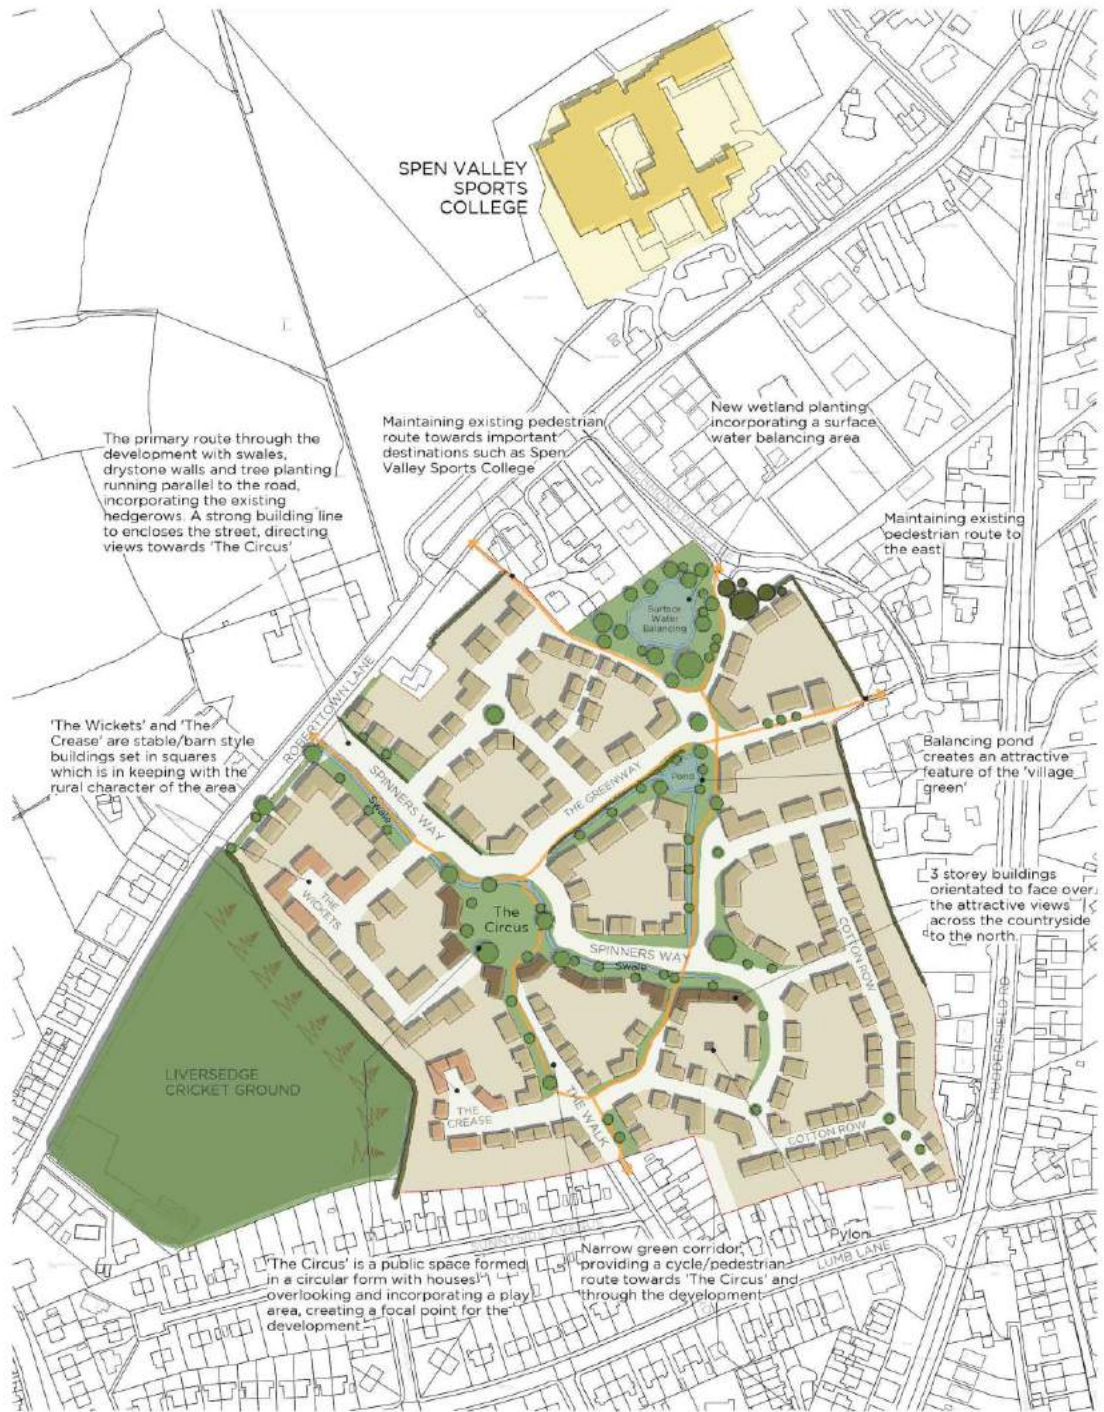 SPEN VALLEY
SPORTS
COLLEGE
Maintaining existing pedestrian
route towards important
destinations such as Spen
Valley Sports College
New wetland planting
incorporating a surface
water balancing area
The primary route through the
development with swales,
drystone walls and tree planting
running parallel to the road,
incorporating the existing
hedgerows. A strong building line
to encloses the street, directing
views towards 'The Circus'
Maintaining existing
pedestrian route to
the east
Surface
Water
Balancing
ROBERTTOWN LANE
'The Wickets' and 'The
Crease' are stable/barn style
buildings set in squares
which is in keeping with the
rural character of the area
Balancing pond
creates an attractive
feature of the 'village
green'
SPINNERS WAY
Swale
THE GREENWAY
Pond
3 storey buildings
orientated to face over
the attractive views
across the countryside
to the north.
THE
WICKETS
The
Circus
SPINNERS WAY
Swale
COTTON ROW
HUDDERSFIELD RD
LIVERSEDGE
CRICKET GROUND
THE
CREASE
THE WALK
COTTON ROW
Pylon
LUMB LANE
'The Circus' is a public space formed
in a circular form with houses
overlooking and incorporating a play
area, creating a focal point for the
development
Narrow green corridor,
providing a cycle/pedestrian
route towards 'The Circus' and
through the development